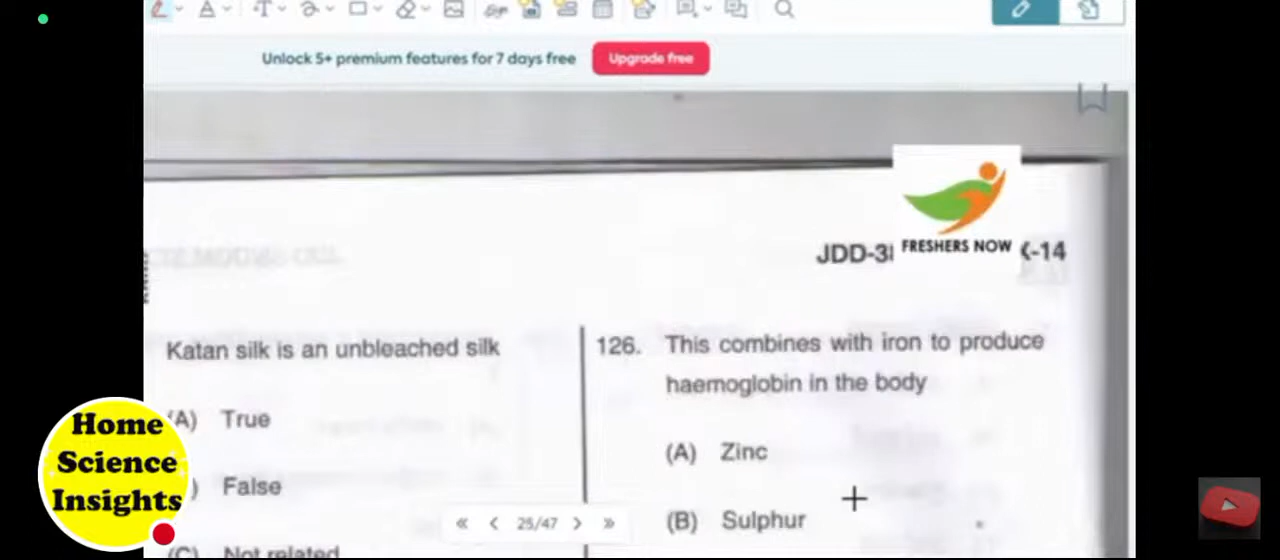 Unlock 5+ premium features for 7 days free
Upgrade free
FRESHERS NOW
JDD-3
K-14
Katan silk is an unbleached silk
(A) True
) False
(C) Not related
126. This combines with iron to produce
haemoglobin in the body
(A) Zinc
(B) Sulphur
25/47
Home
Science
Insights